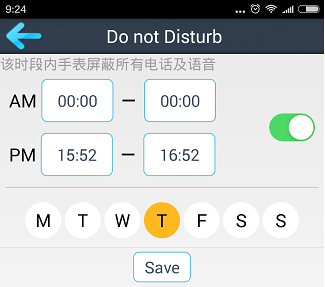 9:24
Do not Disturb
该时段内手表屏蔽所有电话及语音
AM 00:00 — 00:00
PM 15:52 — 16:52
M T W T F S S
Save